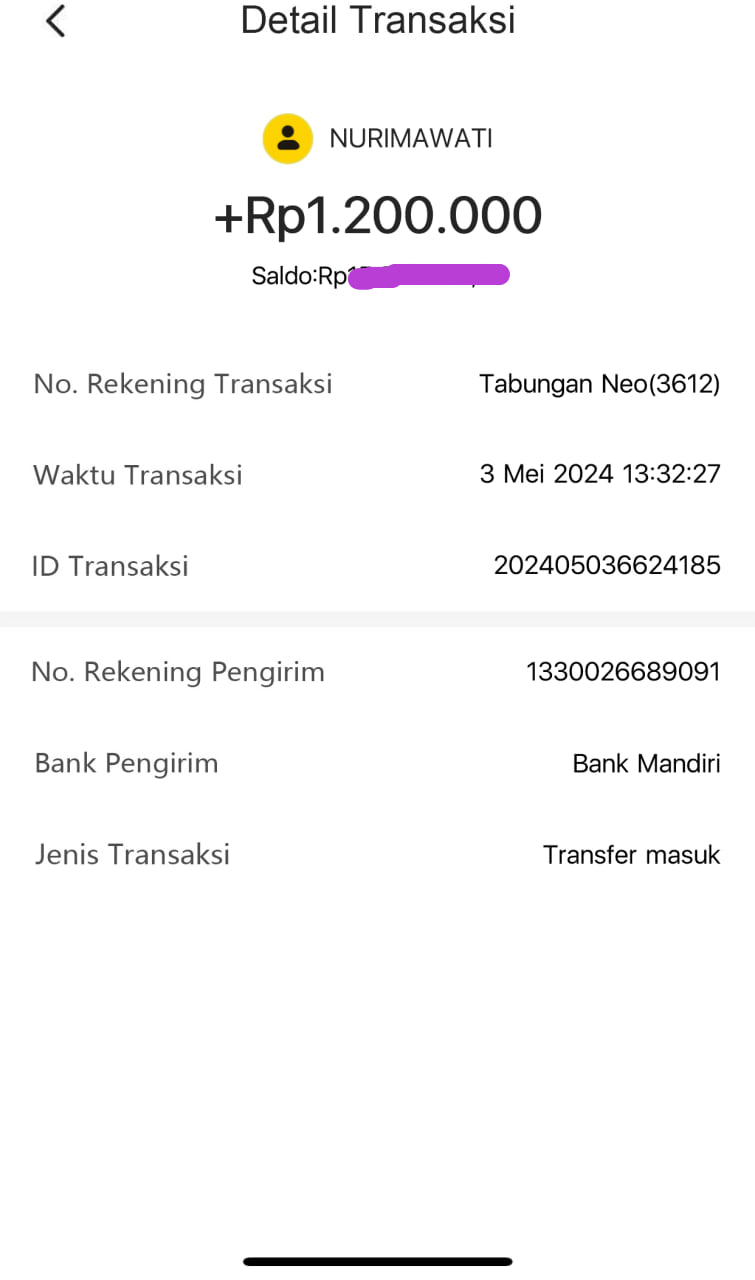 Detail Transaksi
NURIMAWATI
+Rp1.200.000
Saldo:Rp
No. Rekening Transaksi Tabungan Neo(3612)
Waktu Transaksi 3 Mei 2024 13:32:27
ID Transaksi 202405036624185
No. Rekening Pengirim 1330026689091
Bank Pengirim Bank Mandiri
Jenis Transaksi Transfer masuk